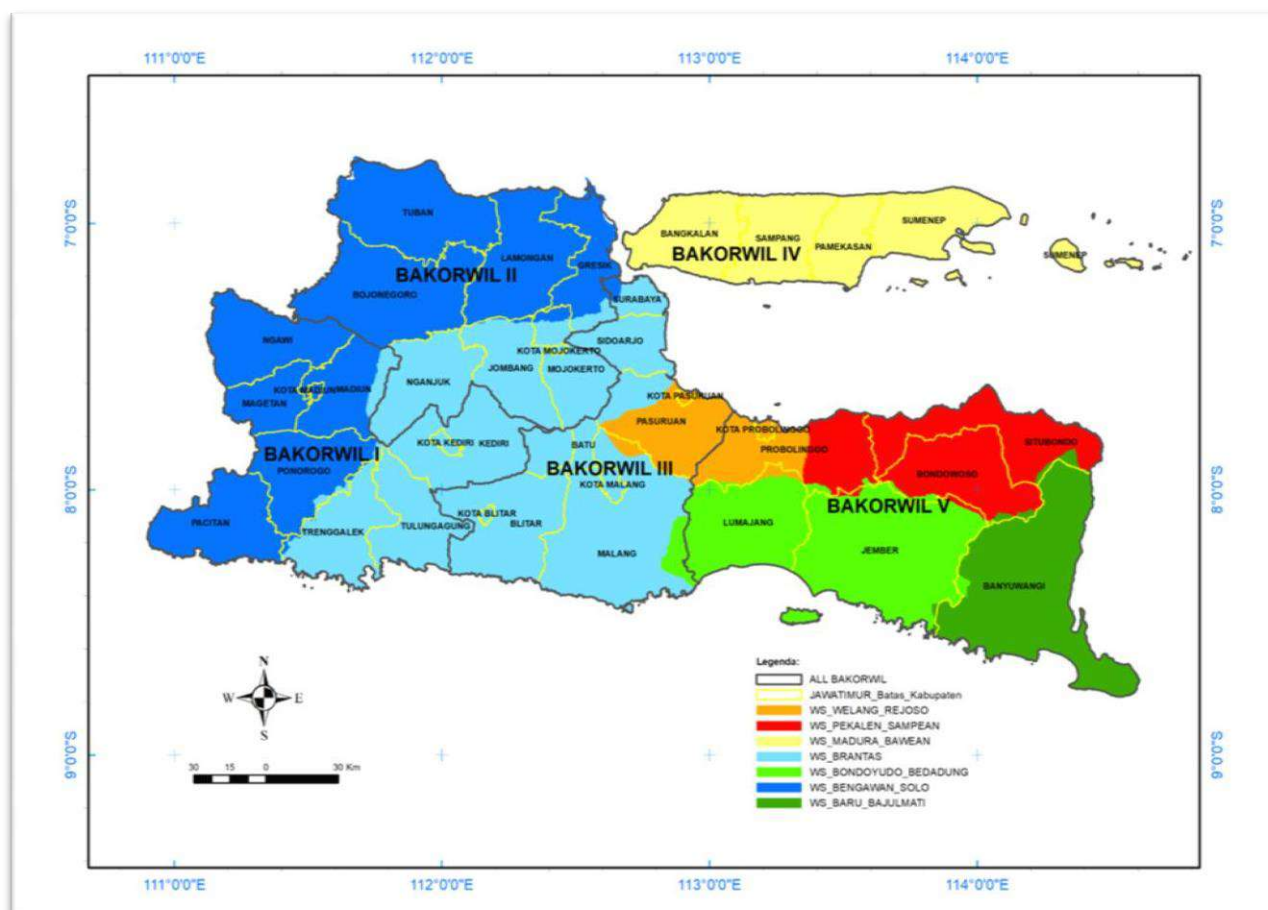 111°0'0"E 112°0'0"E 113°0'0"E 114°0'0"E
7°0'0"S 7°0'0"S
8°0'0"S 8°0'0"S
9°0'0"S 9°0'0"S
TUBAN
LAMONGAN
GRESIK
BAKORWIL II
BOJONEGORO
SURABAYA
BANGKALAN
SAMPANG
PAMEKASAN
SUMENEP
SUMENEP
BAKORWIL IV
NGAWI
KOTA MADIUN
MADIUN
MAGETAN
NGANJUK
JOMBANG
KOTA MOJOKERTO
MOJOKERTO
SIDOARJO
KOTA PASURUAN
PASURUAN
KOTA PROBOLINGGO
PROBOLINGGO
SITUBONDO
BONDOWOSO
BAKORWIL I
PONOROGO
KOTA KEDIRI
KEDIRI
BATU
BAKORWIL III
KOTA MALANG
BAKORWIL V
PACITAN
TRENGGALEK
TULUNGAGUNG
KOTA BLITAR
BLITAR
MALANG
LUMAJANG
JEMBER
BANYUWANGI
N
W E
S
30 15 0 30 Km
Legenda:
ALL BAKORWIL
JAWATIMUR_Batas_Kabupaten
WS_WELANG_REJOSO
WS_PEKALEN_SAMPEAN
WS_MADURA_BAWEAN
WS_BRANTAS
WS_BONDOYUDO_BEDADUNG
WS_BENGAWAN_SOLO
WS_BARU_BAJULMATI
111°0'0"E 112°0'0"E 113°0'0"E 114°0'0"E